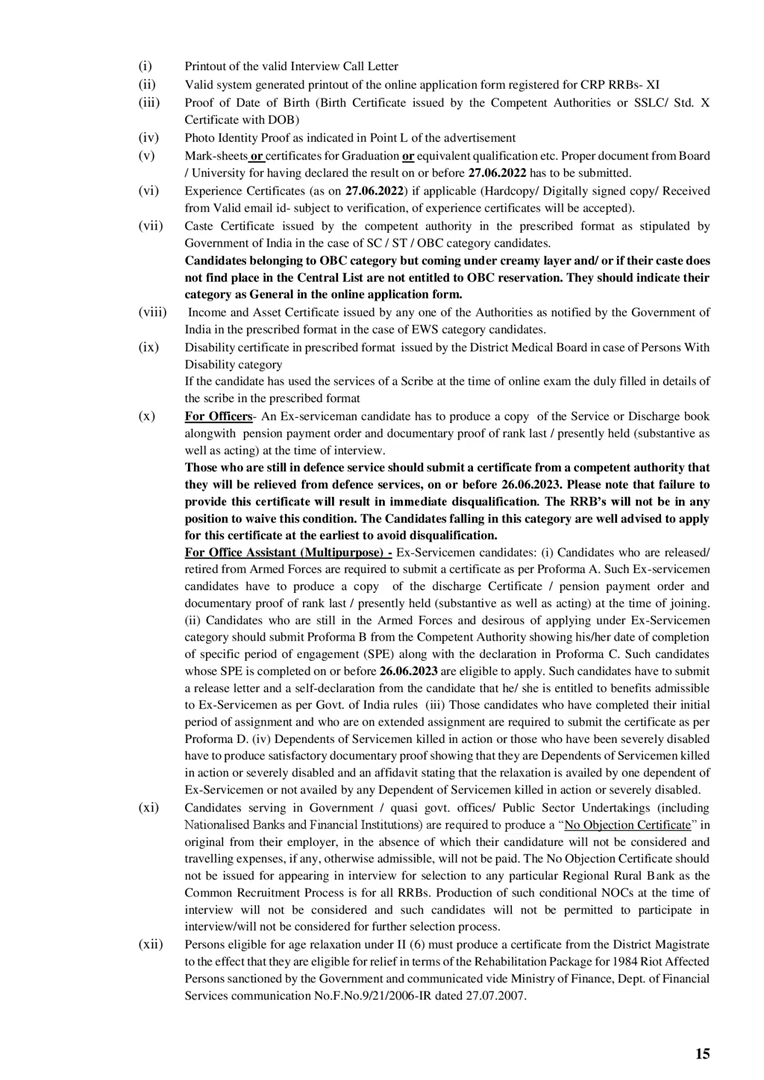 (i) Printout of the valid Interview Call Letter
(ii) Valid system generated printout of the online application form registered for CRP RRBs- XI
(iii) Proof of Date of Birth (Birth Certificate issued by the Competent Authorities or SSLC/ Std. X
Certificate with DOB)
(iv) Photo Identity Proof as indicated in Point L of the advertisement
(v) Mark-sheets or certificates for Graduation or equivalent qualification etc. Proper document from Board
/ University for having declared the result on or before 27.06.2022 has to be submitted.
(vi) Experience Certificates (as on 27.06.2022) if applicable (Hardcopy/ Digitally signed copy/ Received
from Valid email id- subject to verification, of experience certificates will be accepted).
(vii) Caste Certificate issued by the competent authority in the prescribed format as stipulated by
Government of India in the case of SC / ST / OBC category candidates.
Candidates belonging to OBC category but coming under creamy layer and/ or if their caste does
not find place in the Central List are not entitled to OBC reservation. They should indicate their
category as General in the online application form.
(viii) Income and Asset Certificate issued by any one of the Authorities as notified by the Government of
India in the prescribed format in the case of EWS category candidates.
(ix) Disability certificate in prescribed format issued by the District Medical Board in case of Persons With
Disability category
If the candidate has used the services of a Scribe at the time of online exam the duly filled in details of
the scribe in the prescribed format
(x) For Officers- An Ex-serviceman candidate has to produce a copy of the Service or Discharge book
alongwith pension payment order and documentary proof of rank last / presently held (substantive as
well as acting) at the time of interview.
Those who are still in defence service should submit a certificate from a competent authority that
they will be relieved from defence services, on or before 26.06.2023. Please note that failure to
provide this certificate will result in immediate disqualification. The RRB's will not be in any
position to waive this condition. The Candidates falling in this category are well advised to apply
for this certificate at the earliest to avoid disqualification.
For Office Assistant (Multipurpose) - Ex-Servicemen candidates: (i) Candidates who are released/
retired from Armed Forces are required to submit a certificate as per Proforma A. Such Ex-servicemen
candidates have to produce a copy of the discharge Certificate / pension payment order and
documentary proof of rank last / presently held (substantive as well as acting) at the time of joining.
(ii) Candidates who are still in the Armed Forces and desirous of applying under Ex-Servicemen
category should submit Proforma B from the Competent Authority showing his/her date of completion
of specific period of engagement (SPE) along with the declaration in Proforma C. Such candidates
whose SPE is completed on or before 26.06.2023 are eligible to apply. Such candidates have to submit
a release letter and a self-declaration from the candidate that he/ she is entitled to benefits admissible
to Ex-Servicemen as per Govt. of India rules (iii) Those candidates who have completed their initial
period of assignment and who are on extended assignment are required to submit the certificate as per
Proforma D. (iv) Dependents of Servicemen killed in action or those who have been severely disabled
have to produce satisfactory documentary proof showing that they are Dependents of Servicemen killed
in action or severely disabled and an affidavit stating that the relaxation is availed by one dependent of
Ex-Servicemen or not availed by any Dependent of Servicemen killed in action or severely disabled.
(xi) Candidates serving in Government / quasi govt. offices/ Public Sector Undertakings (including
Nationalised Banks and Financial Institutions) are required to produce a “No Objection Certificate” in
original from their employer, in the absence of which their candidature will not be considered and
travelling expenses, if any, otherwise admissible, will not be paid. The No Objection Certificate should
not be issued for appearing in interview for selection to any particular Regional Rural Bank as the
Common Recruitment Process is for all RRBs. Production of such conditional NOCs at the time of
interview will not be considered and such candidates will not be permitted to participate in
interview/will not be considered for further selection process.
(xii) Persons eligible for age relaxation under II (6) must produce a certificate from the District Magistrate
to the effect that they are eligible for relief in terms of the Rehabilitation Package for 1984 Riot Affected
Persons sanctioned by the Government and communicated vide Ministry of Finance, Dept. of Financial
Services communication No.F.No.9/21/2006-IR dated 27.07.2007.
15